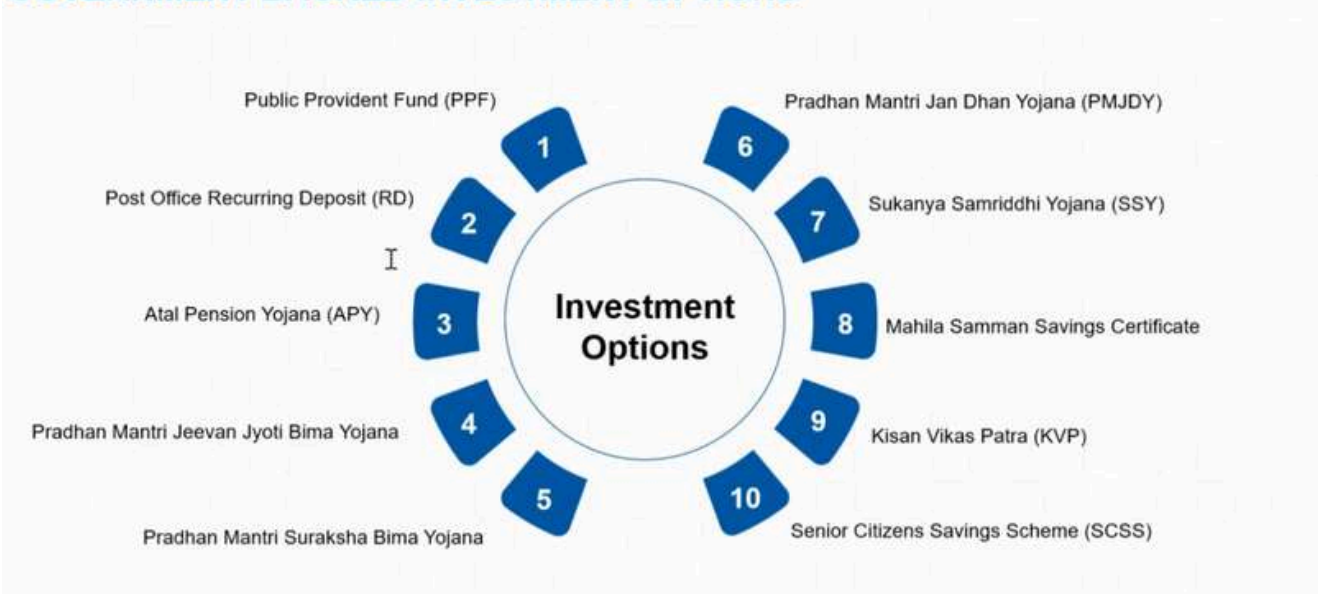 Public Provident Fund (PPF)
1
Post Office Recurring Deposit (RD)
2
Atal Pension Yojana (APY)
3
Pradhan Mantri Jeevan Jyoti Bima Yojana
4
Pradhan Mantri Suraksha Bima Yojana
5
Investment
Options
Pradhan Mantri Jan Dhan Yojana (PMJDY)
6
Sukanya Samriddhi Yojana (SSY)
7
Mahila Samman Savings Certificate
8
Kisan Vikas Patra (KVP)
9
Senior Citizens Savings Scheme (SCSS)
10